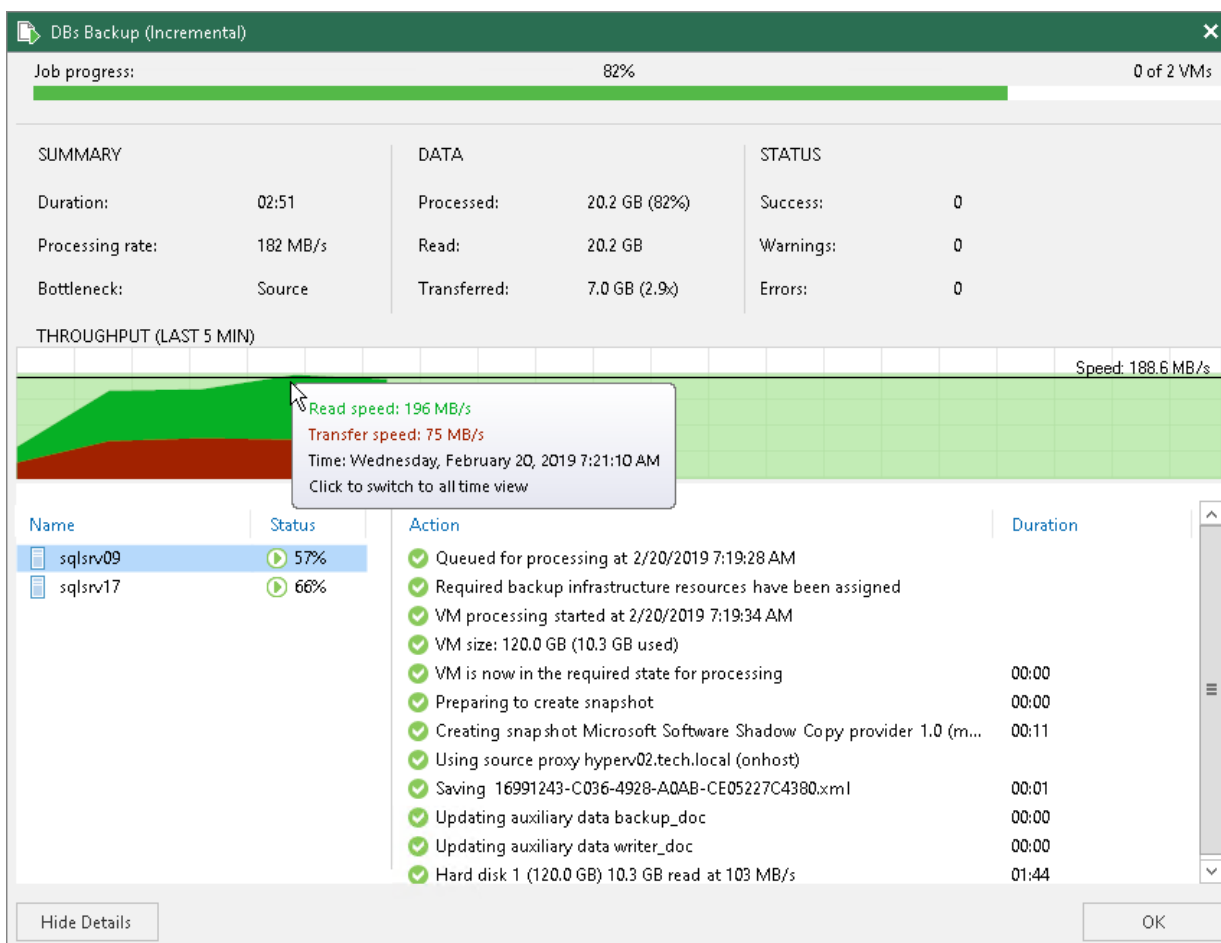 DBs Backup (Incremental)
Job progress: 82% 0 of 2 VMs
SUMMARY DATA STATUS
Duration: 02:51 Processed: 20.2 GB (82%) Success: 0
Processing rate: 182 MB/s Read: 20.2 GB Warnings: 0
Bottleneck: Source Transferred: 7.0 GB (2.9x) Errors: 0
THROUGHPUT (LAST 5 MIN)
Speed: 188.6 MB/s
Read speed: 196 MB/s
Transfer speed: 75 MB/s
Time: Wednesday, February 20, 2019 7:21:10 AM
Click to switch to all time view
Name Status Action Duration
sqlsrv09 57% Queued for processing at 2/20/2019 7:19:28 AM
sqlsrv17 66% Required backup infrastructure resources have been assigned
VM processing started at 2/20/2019 7:19:34 AM
VM size: 120.0 GB (10.3 GB used)
VM is now in the required state for processing 00:00
Preparing to create snapshot 00:00
Creating snapshot Microsoft Software Shadow Copy provider 1.0 (m... 00:11
Using source proxy hyperv02.tech.local (onhost)
Saving 16991243-C036-4928-A0AB-CE05227C4380.xml 00:01
Updating auxiliary data backup_doc 00:00
Updating auxiliary data writer_doc 00:00
Hard disk 1 (120.0 GB) 10.3 GB read at 103 MB/s 01:44
Hide Details OK